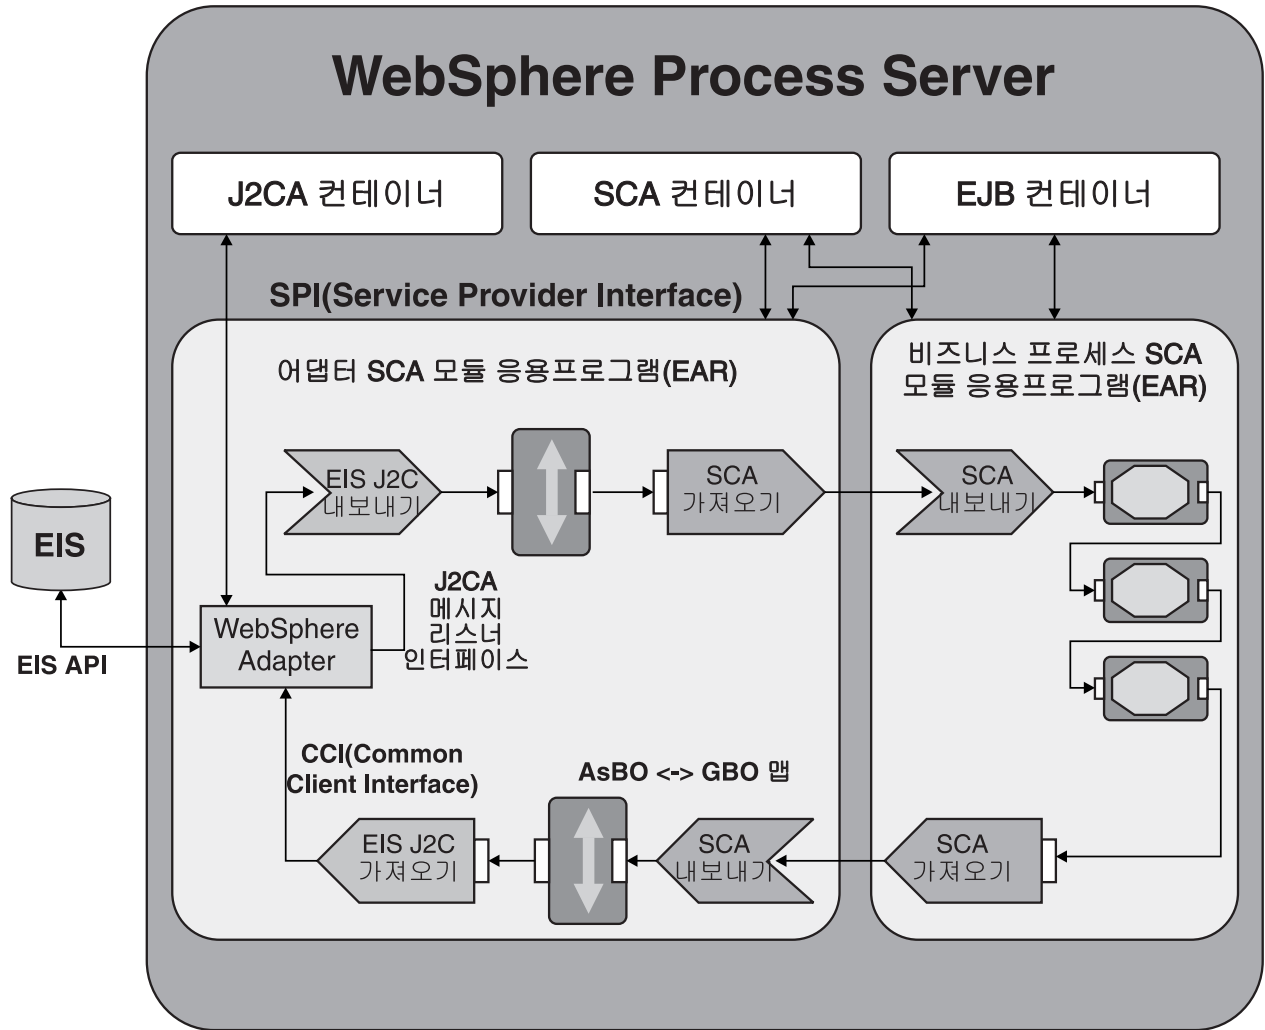 WebSphere Process Server
J2CA 컨테이너
SCA 컨테이너
EJB 컨테이너
SPI(Service Provider Interface)
어댑터 SCA 모듈 응용프로그램(EAR)
비즈니스 프로세스 SCA
모듈 응용프로그램(EAR)
EIS J2C
내보내기
SCA
가져오기
SCA
내보내기
EIS
EIS API
WebSphere
Adapter
J2CA
메시지
리스너
인터페이스
CCI(Common
Client Interface)
AsBO <-> GBO 맵
EIS J2C
가져오기
SCA
내보내기
SCA
가져오기